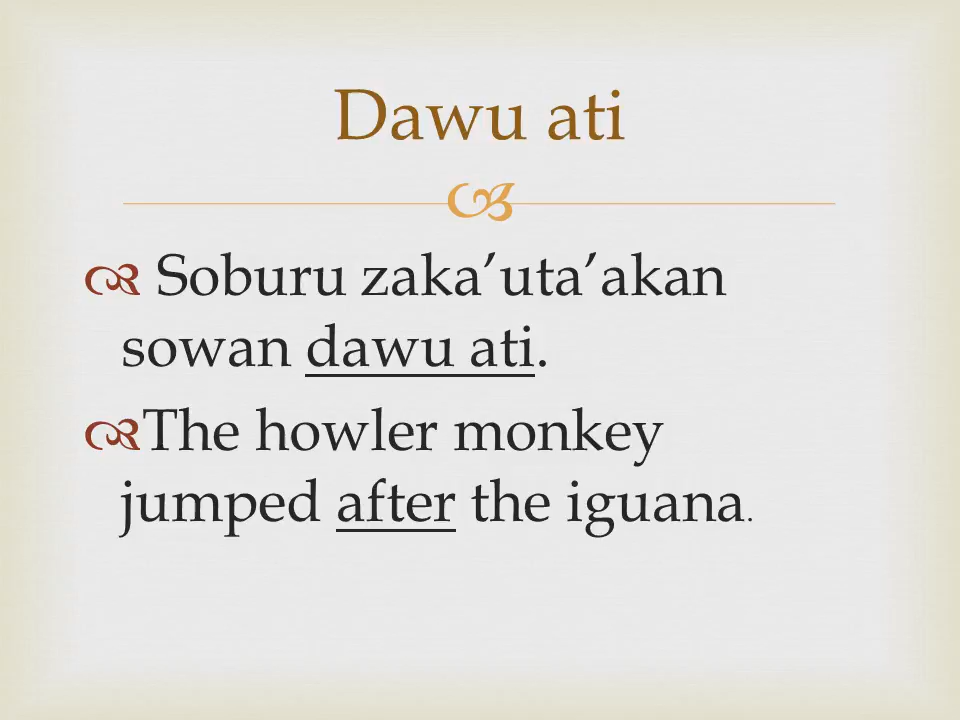 Dawu ati
Soburu zaka’uta’akan
sowan dawu ati.
The howler monkey
jumped after the iguana.